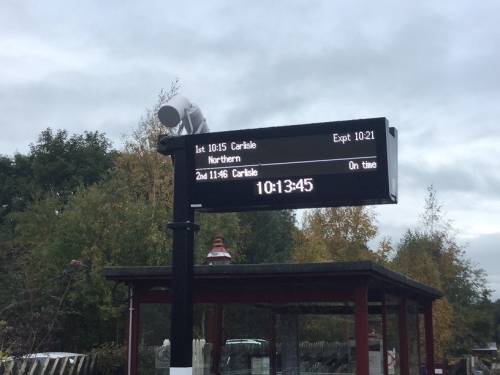 1st 10:15 Carlisle Expt 10:21
Northern
2nd 11:46 Carlisle On time
10:13:45